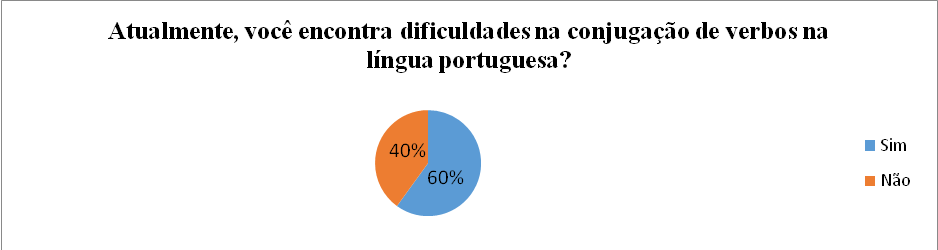 Atualmente, você encontra dificuldades na conjugação de verbos na
língua portuguesa?
40%
60%
Sim
Não